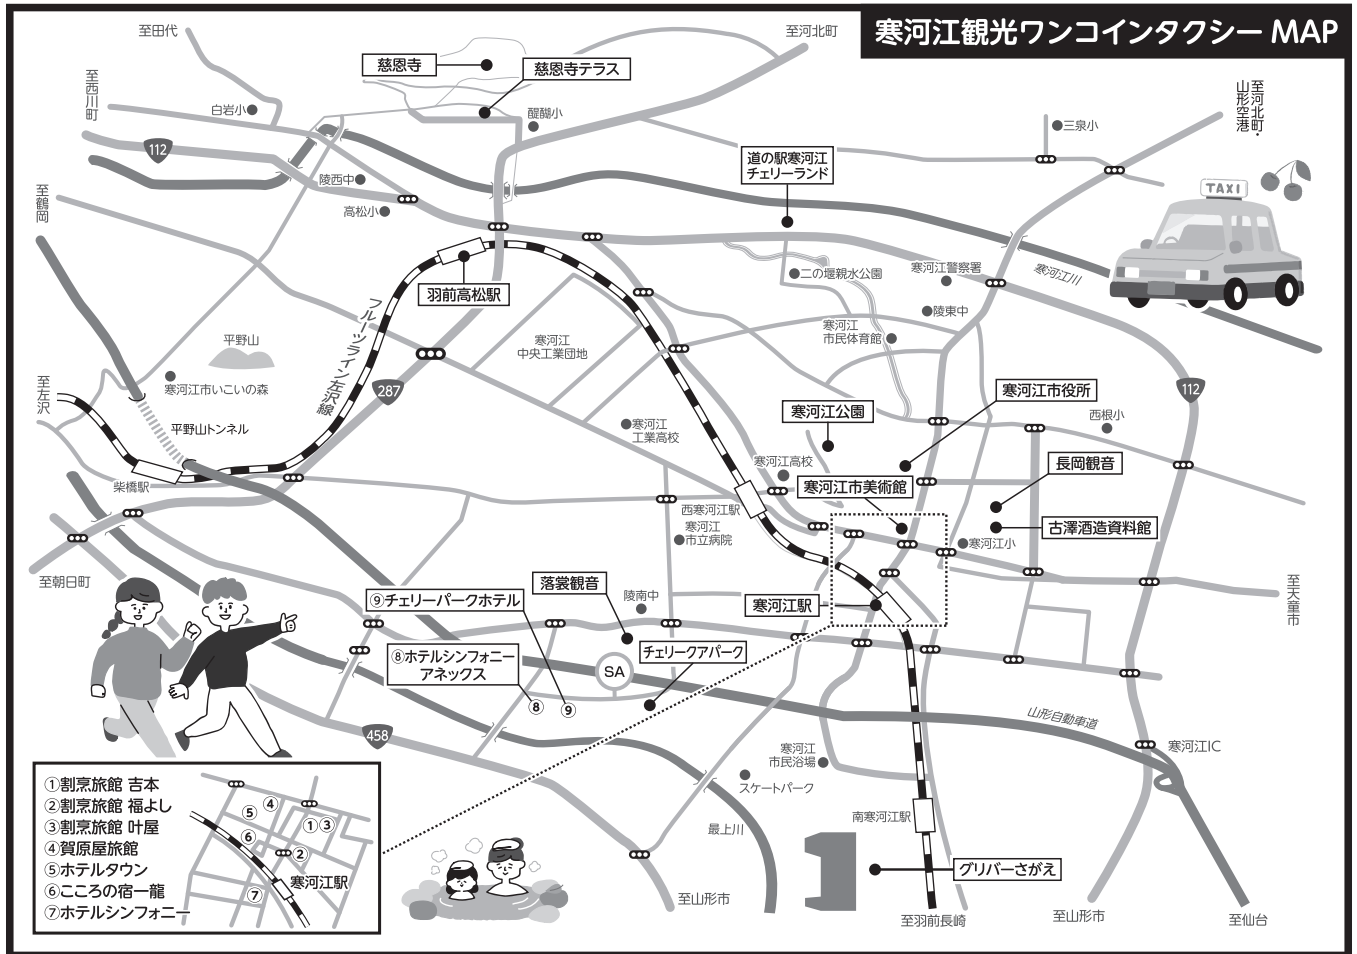 寒河江観光ワンコインタクシー MAP
至田代
至河北町
慈恩寺
慈恩寺テラス
至西川町
白岩小
醍醐小
至河北町・
山形空港
三泉小
112
道の駅寒河江
チェリーランド
陵西中
高松小
TAXI
至鶴岡
二の堰親水公園
寒河江警察署
寒河江川
羽前高松駅
陵東中
フルーツライン左沢線
平野山
寒河江
中央工業団地
寒河江
市民体育館
寒河江市いこいの森
至左沢
287
寒河江市役所
112
寒河江公園
西根小
平野山トンネル
寒河江
工業高校
寒河江高校
長岡観音
柴橋駅
寒河江市美術館
西寒河江駅
古澤酒造資料館
寒河江
市立病院
寒河江小
至朝日町
落裳観音
陵南中
⑨チェリーパークホテル
寒河江駅
至天童市
⑧ホテルシンフォニー
アネックス
チェリークアパーク
SA
⑧
⑨
458
山形自動車道
寒河江IC
寒河江
市民浴場
スケートパーク
南寒河江駅
最上川
グリバーさがえ
至山形市
至羽前長崎
至山形市
至仙台
①割烹旅館 吉本
②割烹旅館 福よし
③割烹旅館 叶屋
④賀原屋旅館
⑤ホテルタウン
⑥こころの宿一龍
⑦ホテルシンフォニー
④
⑤
①③
⑥
②
寒河江駅
⑦